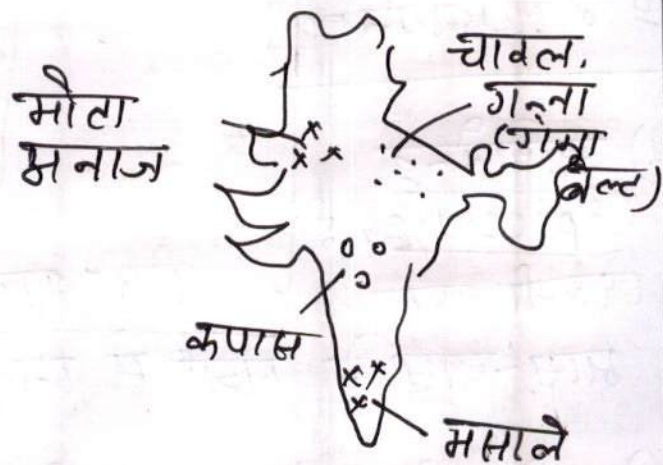 चावल,
गन्ना
(गंगा
बेल्ट)
मोटा
अनाज
कपास
मसाले